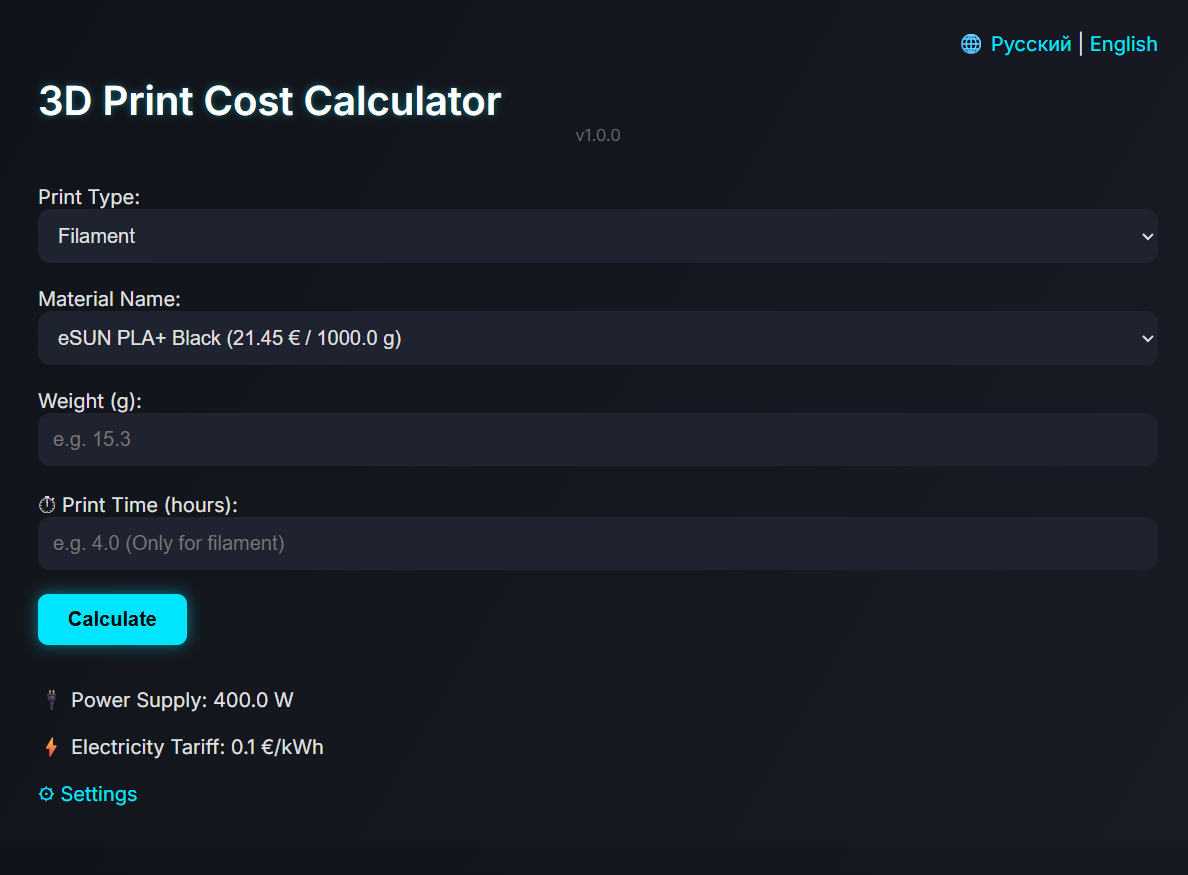 🌐 Русский | English
3D Print Cost Calculator
v1.0.0
Print Type:
Filament
Material Name:
eSUN PLA+ Black (21.45 € / 1000.0 g)
Weight (g):
e.g. 15.3
⏱ Print Time (hours):
e.g. 4.0 (Only for filament)
Calculate
🔌 Power Supply: 400.0 W
⚡ Electricity Tariff: 0.1 €/kWh
⚙ Settings